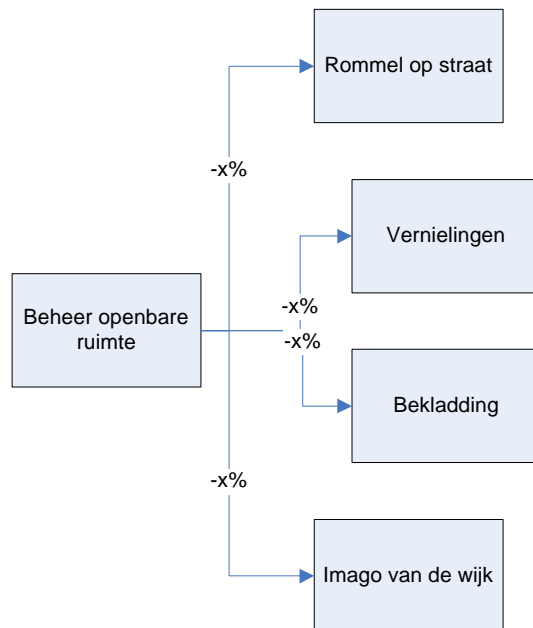 Rommel op straat
-x%
Vernielingen
Beheer openbare
ruimte
-x%
-x%
Bekladding
-x%
Imago van de wijk